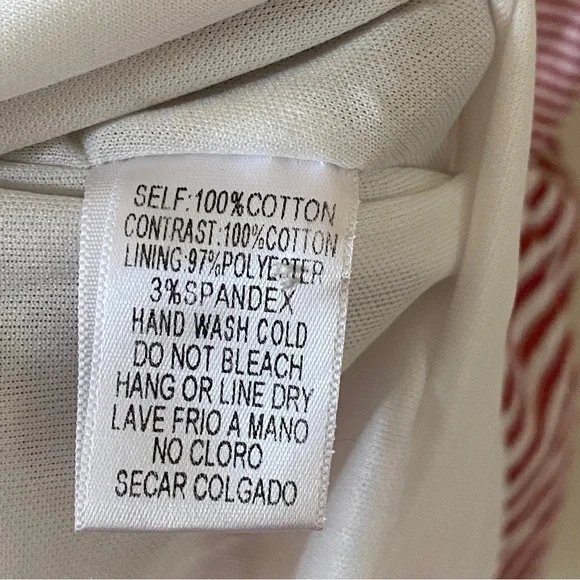 SELF:100%COTTON
CONTRAST:100%COTTON
LINING:97%POLYESTER
3%SPANDEX
HAND WASH COLD
DO NOT BLEACH
HANG OR LINE DRY
LAVE FRIO A MANO
NO CLORO
SECAR COLGADO